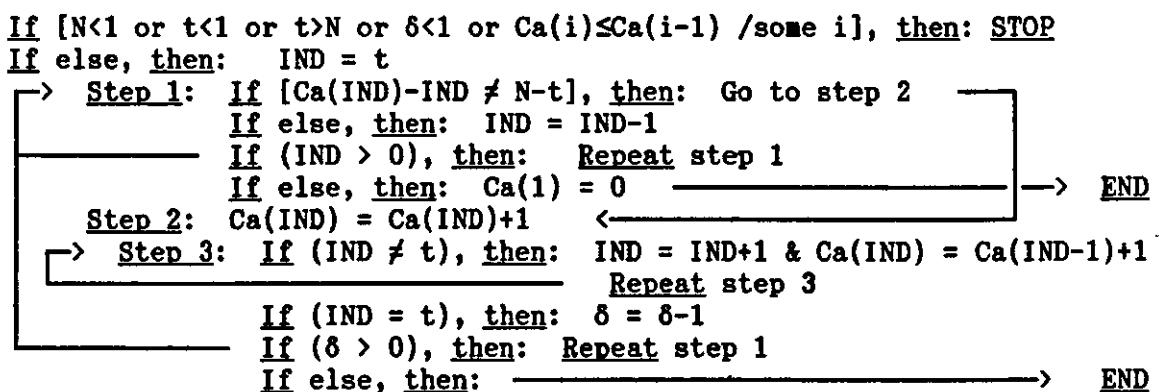 If [N<1 or t<1 or t>N or δ<1 or Ca(i)≤Ca(i-1) /some i], then: STOP
If else, then: IND = t
Step 1: If [Ca(IND)-IND ≠ N-t], then: Go to step 2
If else, then: IND = IND-1
If (IND > 0), then: Repeat step 1
If else, then: Ca(1) = 0 END
Step 2: Ca(IND) = Ca(IND)+1
Step 3: If (IND ≠ t), then: IND = IND+1 & Ca(IND) = Ca(IND-1)+1
Repeat step 3
If (IND = t), then: δ = δ-1
If (δ > 0), then: Repeat step 1
If else, then: END